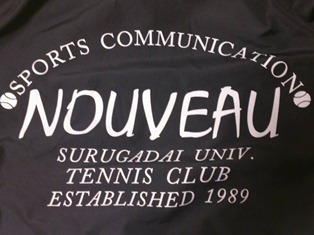 SPORTS COMMUNICATION
NOUVEAU
SURUGADAI UNIV.
TENNIS CLUB
ESTABLISHED 1989